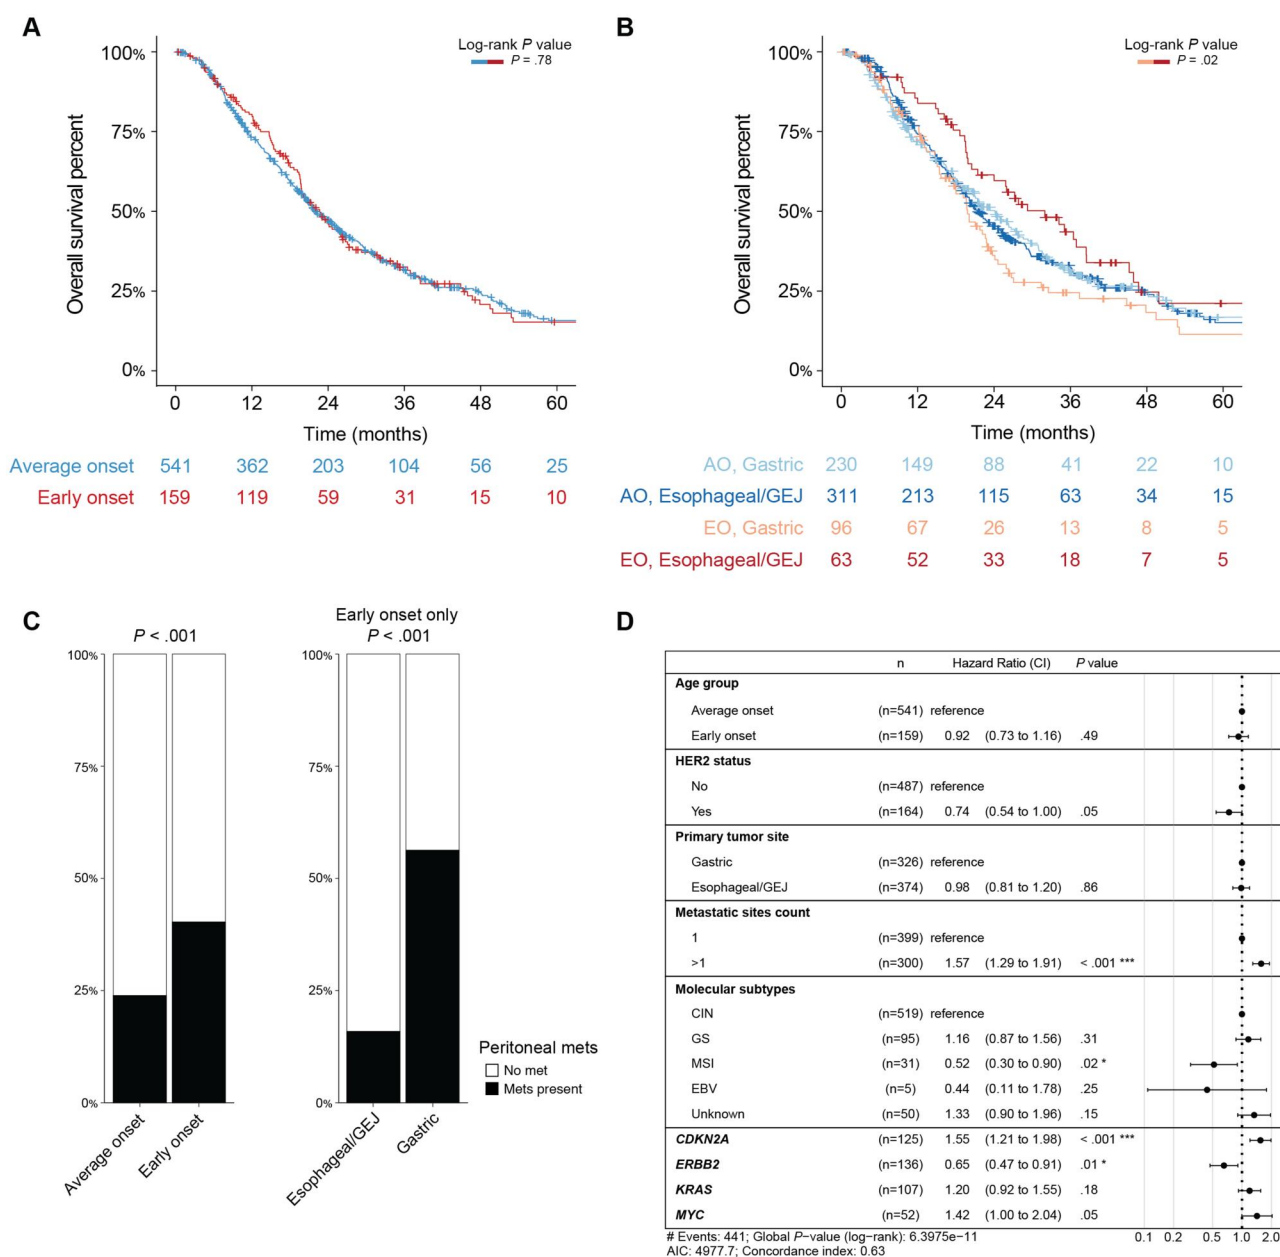 A
Log-rank P value
P = .78
100%
75%
50%
25%
0%
Overall survival percent
0 12 24 36 48 60
Time (months)
Average onset 541 362 203 104 56 25
Early onset 159 119 59 31 15 10
B
Log-rank P value
P = .02
100%
75%
50%
25%
0%
Overall survival percent
0 12 24 36 48 60
Time (months)
AO, Gastric 230 149 88 41 22 10
AO, Esophageal/GEJ 311 213 115 63 34 15
EO, Gastric 96 67 26 13 8 5
EO, Esophageal/GEJ 63 52 33 18 7 5
C
P < .001
100%
75%
50%
25%
0%
Average onset
Early onset
Early onset only
P < .001
100%
75%
50%
25%
0%
Esophageal/GEJ
Gastric
Peritoneal mets
No met
Mets present
D
n Hazard Ratio (CI) P value
Age group
Average onset (n=541) reference
Early onset (n=159) 0.92 (0.73 to 1.16) .49
HER2 status
No (n=487) reference
Yes (n=164) 0.74 (0.54 to 1.00) .05
Primary tumor site
Gastric (n=326) reference
Esophageal/GEJ (n=374) 0.98 (0.81 to 1.20) .86
Metastatic sites count
1 (n=399) reference
>1 (n=300) 1.57 (1.29 to 1.91) < .001 ***
Molecular subtypes
CIN (n=519) reference
GS (n=95) 1.16 (0.87 to 1.56) .31
MSI (n=31) 0.52 (0.30 to 0.90) .02 *
EBV (n=5) 0.44 (0.11 to 1.78) .25
Unknown (n=50) 1.33 (0.90 to 1.96) .15
CDKN2A (n=125) 1.55 (1.21 to 1.98) < .001 ***
ERBB2 (n=136) 0.65 (0.47 to 0.91) .01 *
KRAS (n=107) 1.20 (0.92 to 1.55) .18
MYC (n=52) 1.42 (1.00 to 2.04) .05
# Events: 441; Global P−value (log−rank): 6.3975e−11
AIC: 4977.7; Concordance index: 0.63
0.1 0.2 0.5 1.0 2.0